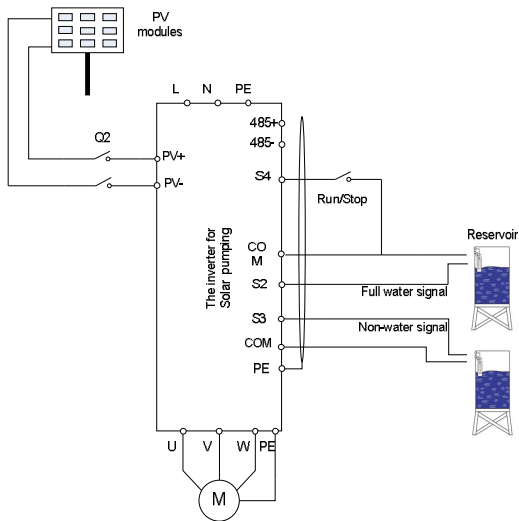 PV
modules
L N PE
485+
485-
Q2
PV+
S4
PV-
Run/Stop
The inverter for
Solar pumping
Reservoir
CO
M
S2
Full water signal
S3
Non-water signal
COM
PE
U V W PE
M